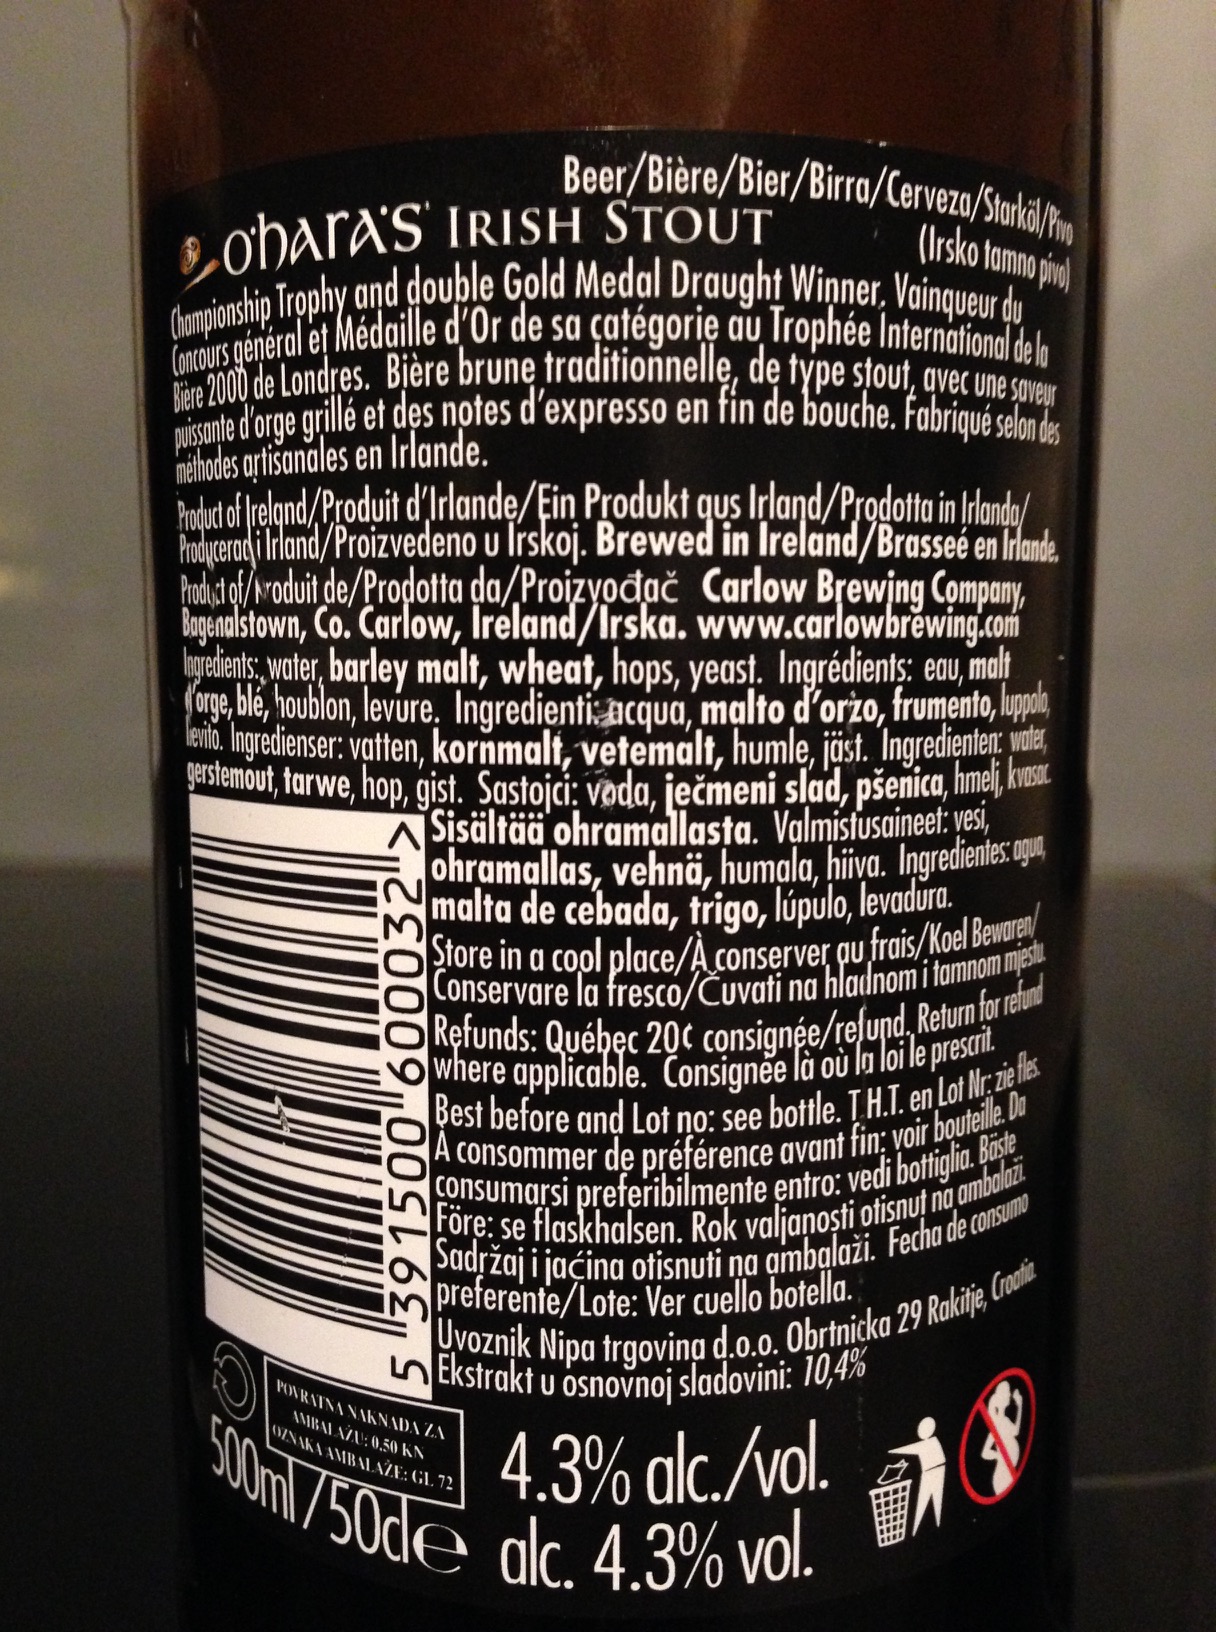 Beer/Bière/Bier/Birra/Cerveza/Starköl/Pivo
O'HARA'S IRISH STOUT
(Irsko tamno pivo)
Championship Trophy and double Gold Medal Draught Winner. Vainqueur du
Concours général et Médaille d'Or de sa catégorie au Trophée International de la
Bière 2000 de Londres. Bière brune traditionnelle, de type stout, avec une saveur
puissante d'orge grillé et des notes d'expresso en fin de bouche. Fabriqué selon des
méthodes artisanales en Irlande.
Product of Ireland/Produit d'Irlande/Ein Produkt aus Irland/Prodotta in Irlanda/
Producerad i Irland/Proizvedeno u Irskoj. Brewed in Ireland/Brasseé en Irlande.
Product of/Produit de/Prodotta da/Proizvođač Carlow Brewing Company,
Bagenalstown, Co. Carlow, Ireland/Irska. www.carlowbrewing.com
Ingredients: water, barley malt, wheat, hops, yeast. Ingrédients: eau, malt
d'orge, blé, houblon, levure. Ingredienti: acqua, malto d'orzo, frumento, luppolo,
lievito. Ingredienser: vatten, kornmalt, vetemalt, humle, jäst. Ingredienten: water,
gerstemout, tarwe, hop, gist. Sastojci: voda, ječmeni slad, pšenica, hmelj, kvasac.
Sisältää ohramallasta. Valmistusaineet: vesi,
ohramallas, vehnä, humala, hiiva. Ingredientes: agua,
malta de cebada, trigo, lúpulo, levadura.
Store in a cool place/À conserver au frais/Koel Bewaren/
Conservare la fresco/Čuvati na hladnom i tamnom mjestu.
Refunds: Québec 20¢ consignée/refund. Return for refund
where applicable. Consignée là où la loi le prescrit.
Best before and Lot no: see bottle. T.H.T. en Lot Nr: zie fles.
À consommer de préférence avant fin: voir bouteille. Da
consumarsi preferibilmente entro: vedi bottiglia. Bäste
Före: se flaskhalsen. Rok valjanosti otisnut na ambalaži.
Sadržaj i jaćina otisnuti na ambalaži. Fecha de consumo
preferente/Lote: Ver cuello botella.
Uvoznik Nipa trgovina d.o.o. Obrtnicka 29 Rakitje, Croatia.
Ekstrakt u osnovnoj sladovini: 10,4%
5 391500 600032 >
POVRATNA NAKNADA ZA
AMBALAŽU: 0.50 KN
OZNAKA AMBALAŽE: GL 72
500ml/50cl e
4.3% alc./vol.
alc. 4.3% vol.